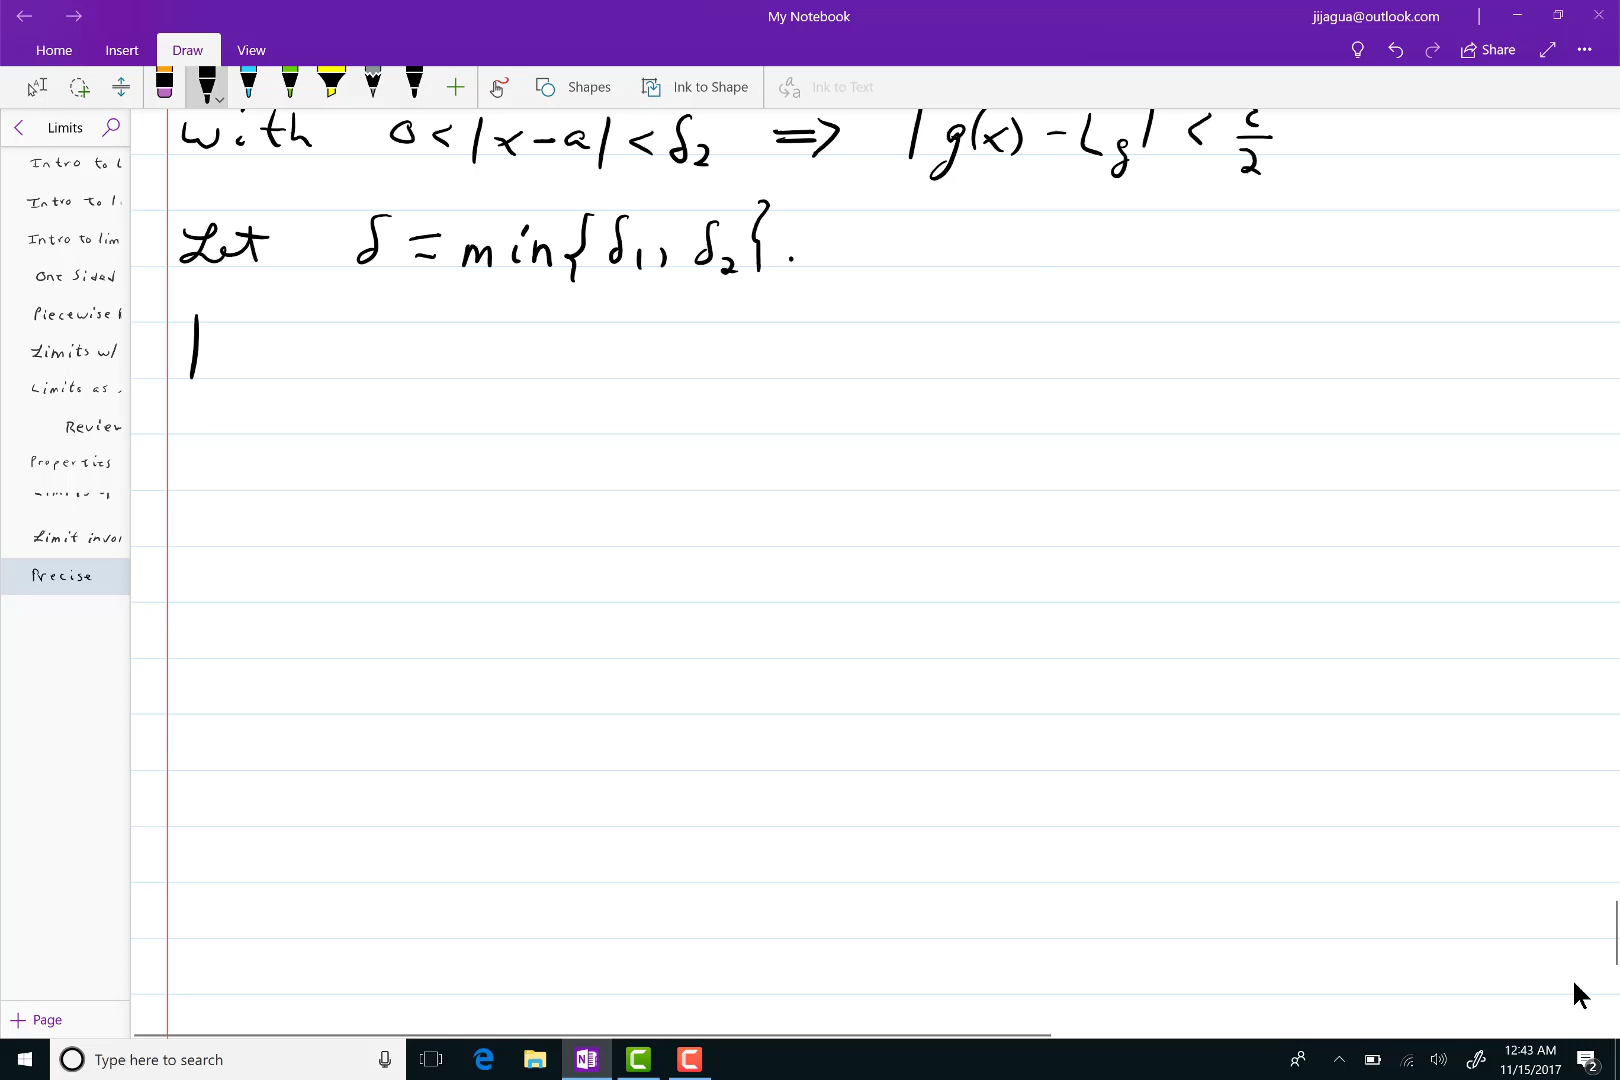 My Notebook
jijagua@outlook.com
Home Insert Draw View
Share
Shapes Ink to Shape Ink to Text
Limits
Intro to L
Intro to l
Intro to lim
One Sided
Piecewise
Limits w/
Limits as
Review
Properties
Limit invol
Precise
Page
with 0 < |x - a| < δ₂ ⟹ |g(x) - L_g| < ε/2
Let δ = min{δ₁, δ₂}.
|
Type here to search
12:43 AM
11/15/2017
2